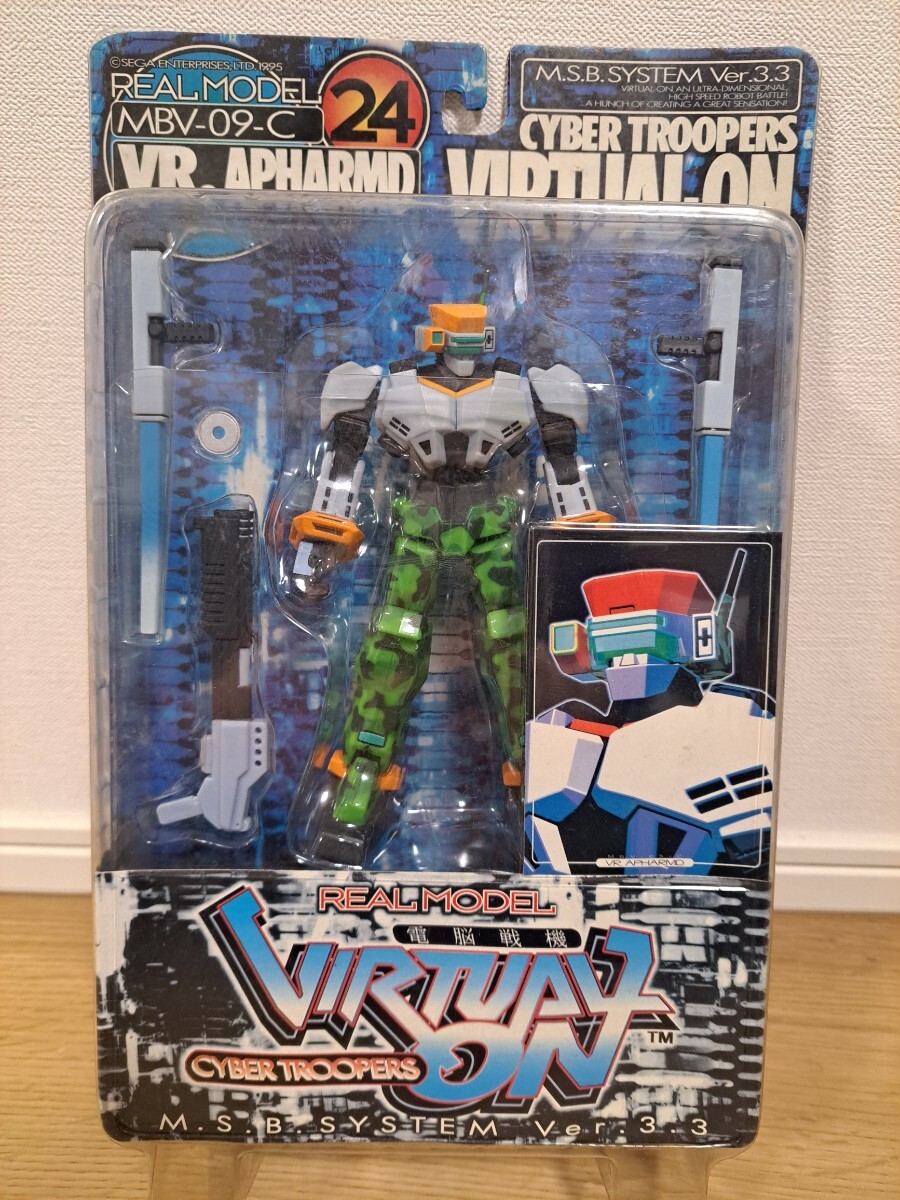 ©SEGA ENTERPRISES, LTD. 1995
REAL MODEL
MBV-09-C
24
VR. APHARMD
M.S.B. SYSTEM Ver.3.3
VIRTUAL-ON, AN ULTRA-DIMENSIONAL
HIGH SPEED ROBOT BATTLE!
A HUNCH OF CREATING A GREAT SENSATION!
CYBER TROOPERS
VIRTUAL-ON
VR. APHARMD
REAL MODEL
電脳戦機
VIRTUAL
ON
TM
CYBER TROOPERS
M.S.B. SYSTEM Ver.3.3